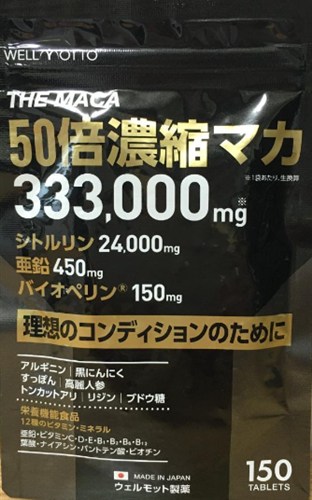 WELLMOTTO
THE MACA
50倍濃縮マカ
333,000mg※
※1袋あたり、生換算
シトルリン 24,000mg
亜鉛 450mg
バイオペリン® 150mg
理想のコンディションのために
アルギニン|黒にんにく
すっぽん|高麗人参
トンカットアリ|リジン|ブドウ糖
栄養機能食品
12種のビタミン・ミネラル
亜鉛・ビタミンC・D・E・B₁・B₂・B₆・B₁₂
葉酸・ナイアシン・パントテン酸・ビオチン
MADE IN JAPAN
ウェルモット製薬
150
TABLETS